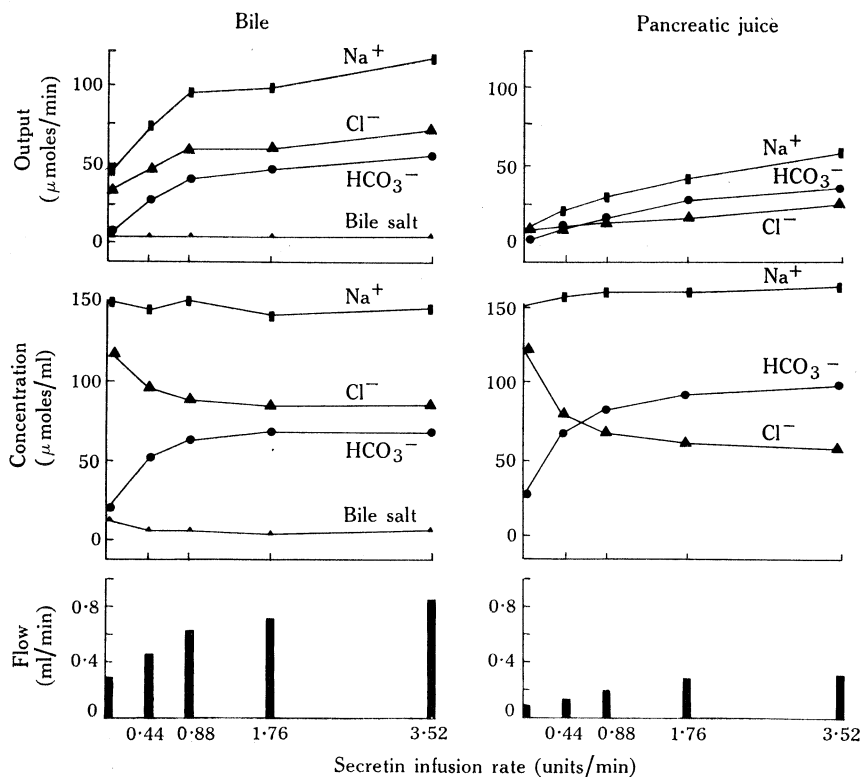 Bile
Pancreatic juice
Output
(μ moles/min)
100
50
0
Na⁺
Cl⁻
HCO₃⁻
Bile salt
100
50
0
Na⁺
HCO₃⁻
Cl⁻
Concentration
(μ moles/ml)
150
100
50
0
Na⁺
Cl⁻
HCO₃⁻
Bile salt
150
100
50
0
Na⁺
HCO₃⁻
Cl⁻
Flow
(ml/min)
0·8
0·4
0
0·8
0·4
0
0·44 0·88 1·76 3·52
0·44 0·88 1·76 3·52
Secretin infusion rate (units/min)